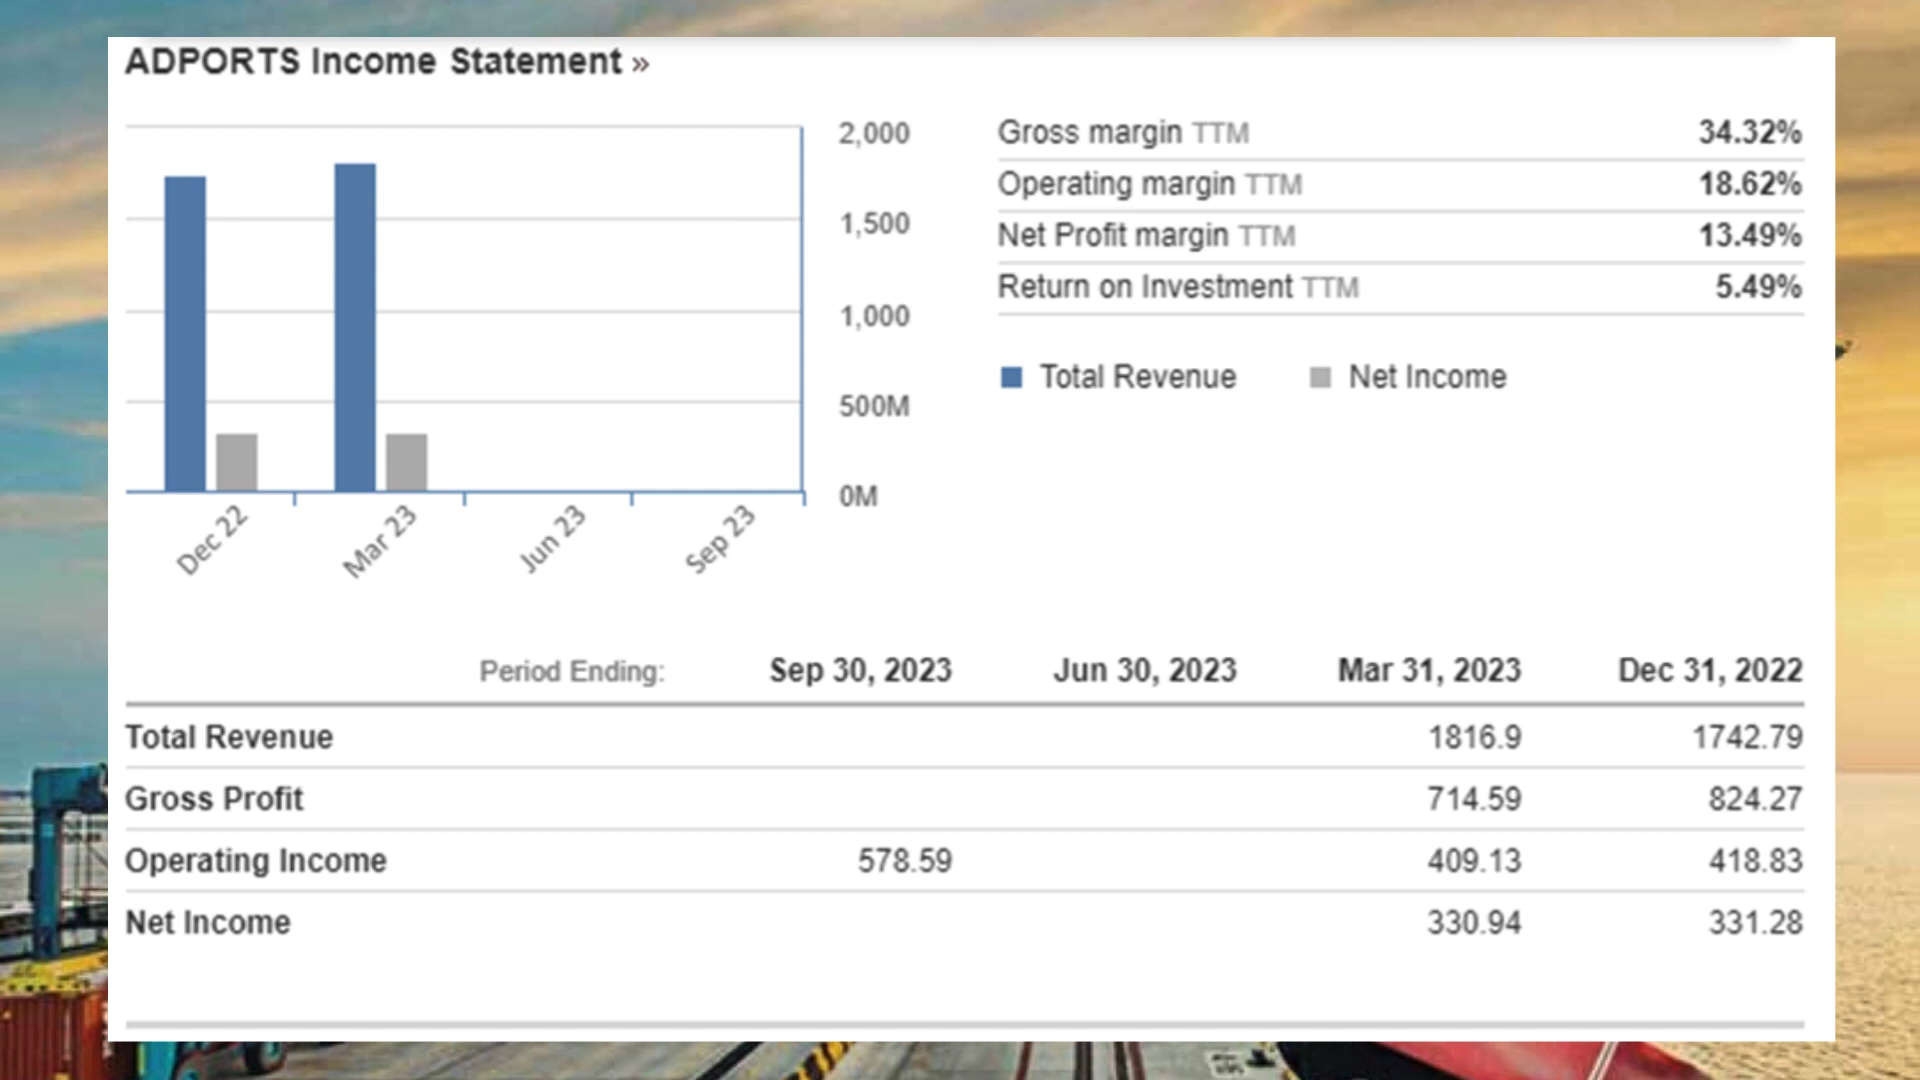 ADPORTS Income Statement »
2,000
1,500
1,000
500M
0M
Dec 22
Mar 23
Jun 23
Sep 23
Gross margin TTM 34.32%
Operating margin TTM 18.62%
Net Profit margin TTM 13.49%
Return on Investment TTM 5.49%
Total Revenue Net Income
Period Ending: Sep 30, 2023 Jun 30, 2023 Mar 31, 2023 Dec 31, 2022
Total Revenue 1816.9 1742.79
Gross Profit 714.59 824.27
Operating Income 578.59 409.13 418.83
Net Income 330.94 331.28